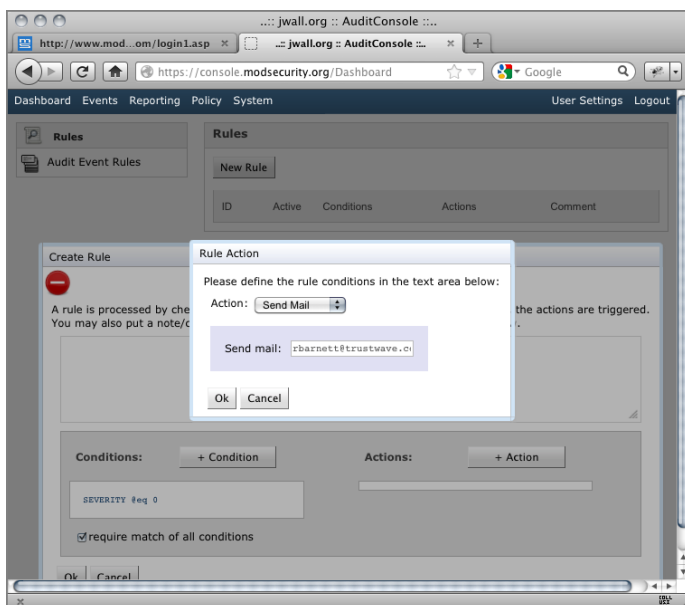 ..:: jwall.org :: AuditConsole ::..
http://www.mod...om/login1.asp
..:: jwall.org :: AuditConsole ::..
https://console.modsecurity.org/Dashboard
Google
Dashboard Events Reporting Policy System User Settings Logout
Rules
Audit Event Rules
Rules
New Rule
ID Active Conditions Actions Comment
Create Rule
Rule Action
Please define the rule conditions in the text area below:
Action: Send Mail
Send mail: rbarnett@trustwave.c
Ok Cancel
A rule is processed by che
the actions are triggered.
You may also put a note/c
Conditions: + Condition Actions: + Action
SEVERITY @eq 0
require match of all conditions
Ok Cancel